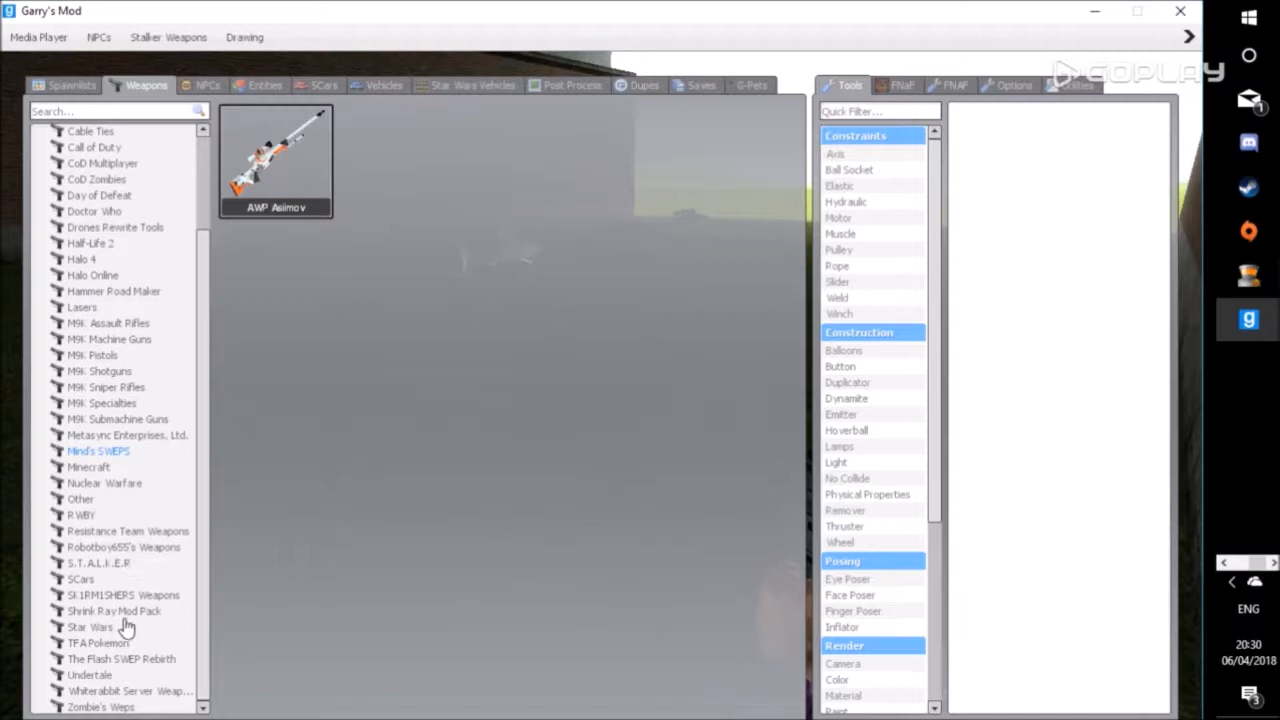 Garry's Mod
Media Player NPCs Stalker Weapons Drawing
GOPLAY
Spawnlists Weapons NPCs Entities SCars Vehicles Star Wars Vehicles Post Process Dupes Saves G-Pets
Tools FNaF FNAF Options Utilities
Search...
Quick Filter...
Cable Ties
Call of Duty
CoD Multiplayer
CoD Zombies
Day of Defeat
Doctor Who
Drones Rewrite Tools
Half-Life 2
Halo 4
Halo Online
Hammer Road Maker
Lasers
M9K Assault Rifles
M9K Machine Guns
M9K Pistols
M9K Shotguns
M9K Sniper Rifles
M9K Specialties
M9K Submachine Guns
Metasync Enterprises, Ltd.
Mind's SWEPS
Minecraft
Nuclear Warfare
Other
RWBY
Resistance Team Weapons
Robotboy655's Weapons
S.T.A.L.K.E.R
SCars
SK1RM1SHERS Weapons
Shrink Ray Mod Pack
Star Wars
TFA Pokemon
The Flash SWEP Rebirth
Undertale
Whiterabbit Server Weap...
Zombie's Weps
AWP Asiimov
Constraints
Axis
Ball Socket
Elastic
Hydraulic
Motor
Muscle
Pulley
Rope
Slider
Weld
Winch
Construction
Balloons
Button
Duplicator
Dynamite
Emitter
Hoverball
Lamps
Light
No Collide
Physical Properties
Remover
Thruster
Wheel
Posing
Eye Poser
Face Poser
Finger Poser
Inflator
Render
Camera
Color
Material
Paint
1
g
ENG
20:30
06/04/2018
3